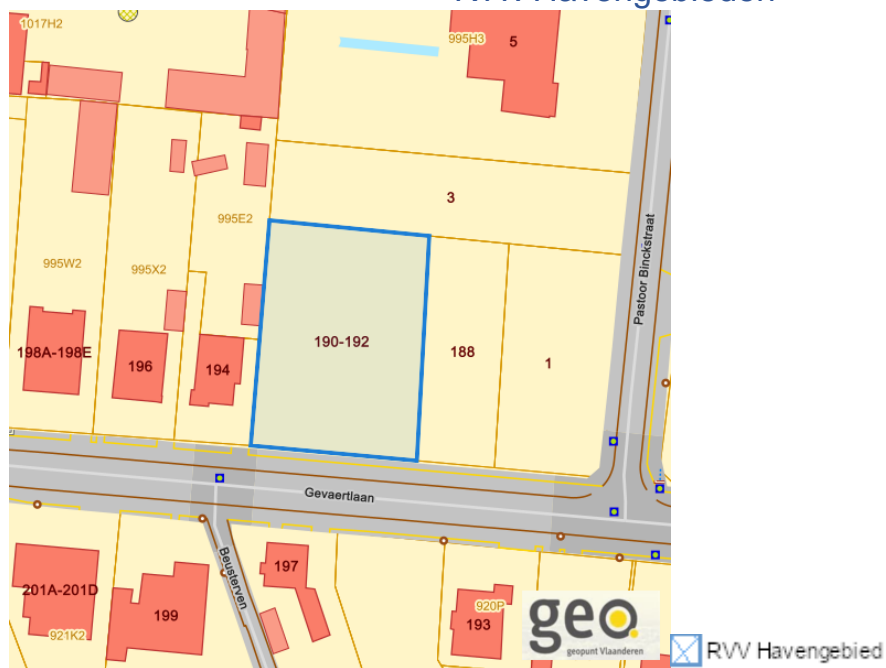 1017H2
995H3
5
3
995E2
995W2
995X2
Pastoor Binckstraat
190-192
198A-198E
196
194
188
1
Gevaertlaan
Beusterven
197
201A-201D
199
921K2
920P
193
geo.
geopunt Vlaanderen
RVV Havengebied